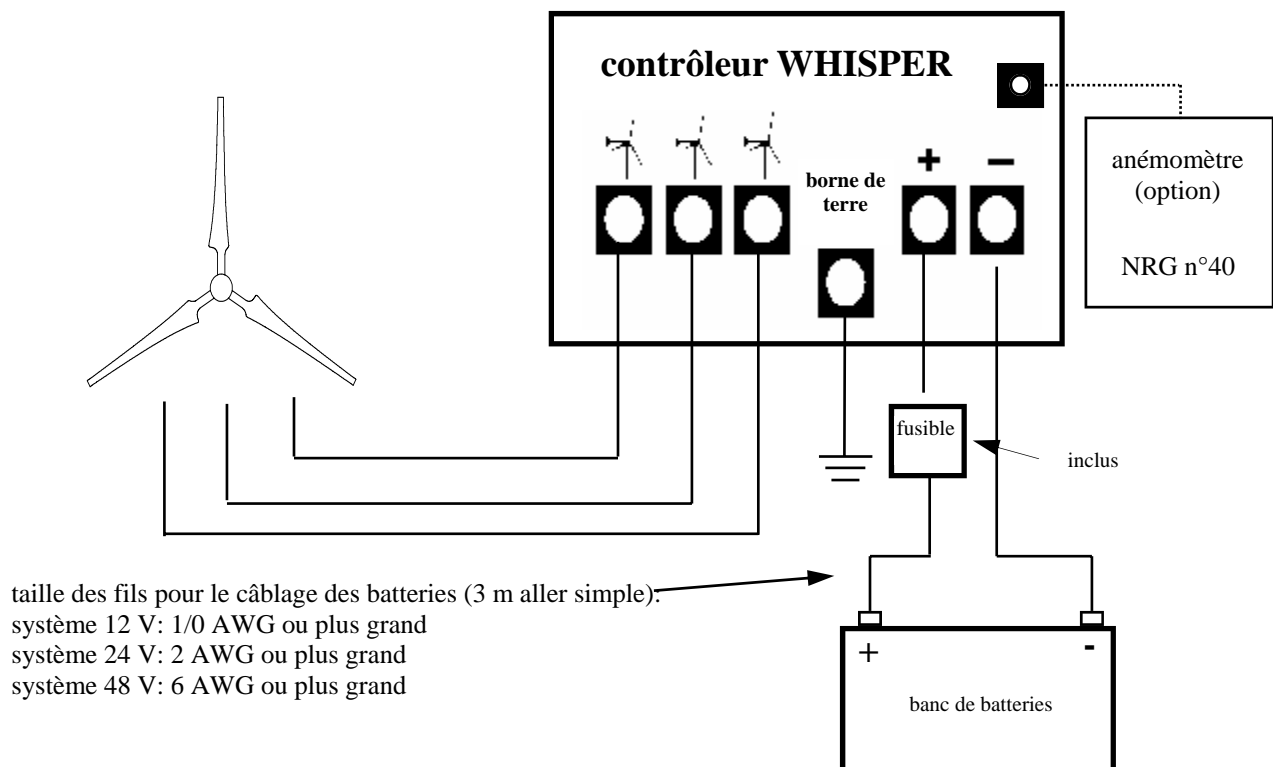 contrôleur WHISPER
anémomètre
(option)
NRG n°40
borne de
terre
+
−
fusible
inclus
taille des fils pour le câblage des batteries (3 m aller simple):
système 12 V: 1/0 AWG ou plus grand
système 24 V: 2 AWG ou plus grand
système 48 V: 6 AWG ou plus grand
+
-
banc de batteries